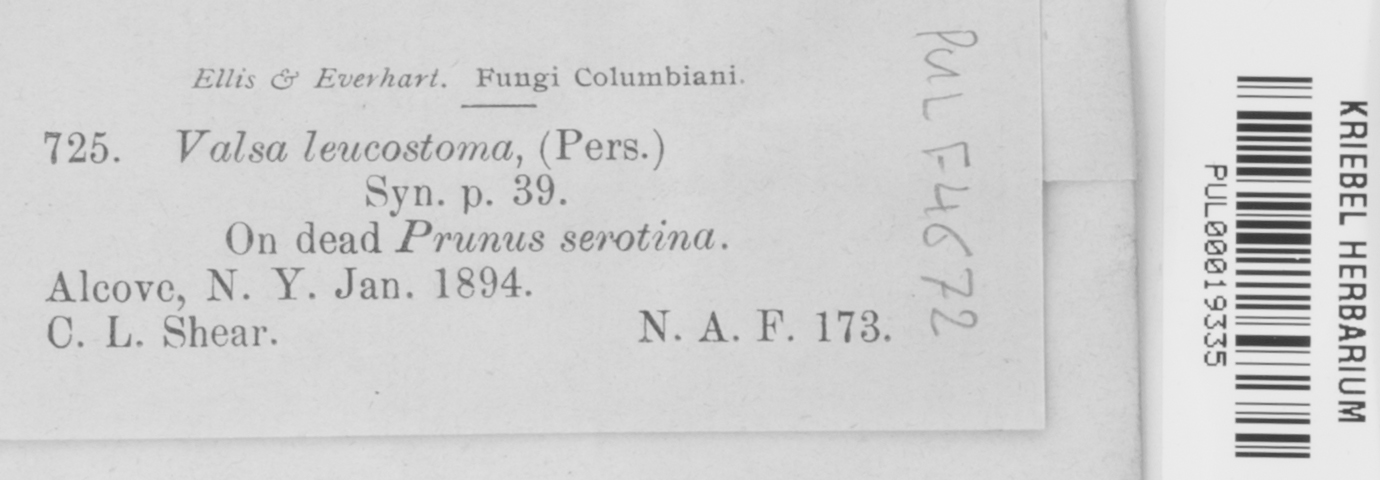 Ellis & Everhart. Fungi Columbiani.
725. Valsa leucostoma, (Pers.)
Syn. p. 39.
On dead Prunus serotina.
Alcove, N. Y. Jan. 1894.
C. L. Shear. N. A. F. 173.
PUL F4672
PUL00019335
KRIEBEL HERBARIUM